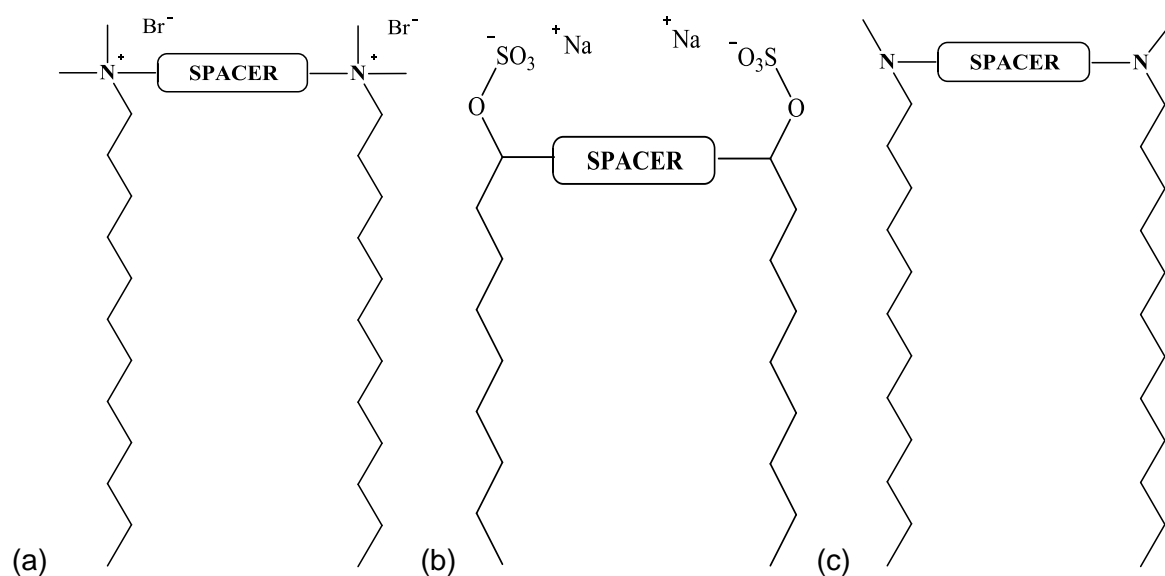 Br⁻ Br⁻
N⁺ SPACER N⁺
(a)
⁻SO₃ ⁺Na ⁺Na ⁻O₃S
O O
SPACER
(b)
N SPACER N
(c)